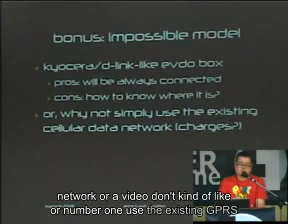 bonus: impossible model
kyocera/d-link-like evdo box
pros: will be always connected
cons: how to know where it is?
or, why not simply use the existing
cellular data network (charges?)
network or a video don't kind of like
or number one use the existing GPRS